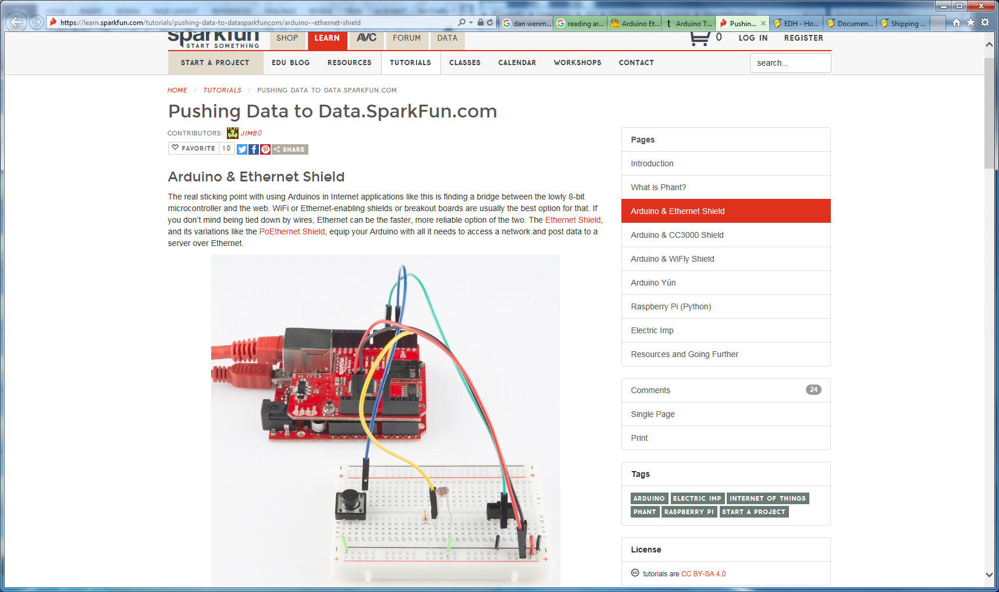 https://learn.sparkfun.com/tutorials/pushing-data-to-datasparkfuncom/arduino--ethernet-shield
dan wenm...
reading ar...
Arduino Et...
Arduino T...
Pushin...
EDH - Ho...
Documen...
Shipping ...
sparkfun
START SOMETHING
SHOP
LEARN
AVC
FORUM
DATA
0
LOG IN
REGISTER
START A PROJECT
EDU BLOG
RESOURCES
TUTORIALS
CLASSES
CALENDAR
WORKSHOPS
CONTACT
search...
HOME / TUTORIALS / PUSHING DATA TO DATA.SPARKFUN.COM
Pushing Data to Data.SparkFun.com
CONTRIBUTORS: JIMB0
FAVORITE 10
SHARE
Arduino & Ethernet Shield
The real sticking point with using Arduinos in Internet applications like this is finding a bridge between the lowly 8-bit
microcontroller and the web. WiFi or Ethernet-enabling shields or breakout boards are usually the best option for that. If
you don't mind being tied down by wires, Ethernet can be the faster, more reliable option of the two. The Ethernet Shield,
and its variations like the PoEthernet Shield, equip your Arduino with all it needs to access a network and post data to a
server over Ethernet.
Pages
Introduction
What is Phant?
Arduino & Ethernet Shield
Arduino & CC3000 Shield
Arduino & WiFly Shield
Arduino Yún
Raspberry Pi (Python)
Electric Imp
Resources and Going Further
Comments 24
Single Page
Print
Tags
ARDUINO ELECTRIC IMP INTERNET OF THINGS
PHANT RASPBERRY PI START A PROJECT
License
tutorials are CC BY-SA 4.0